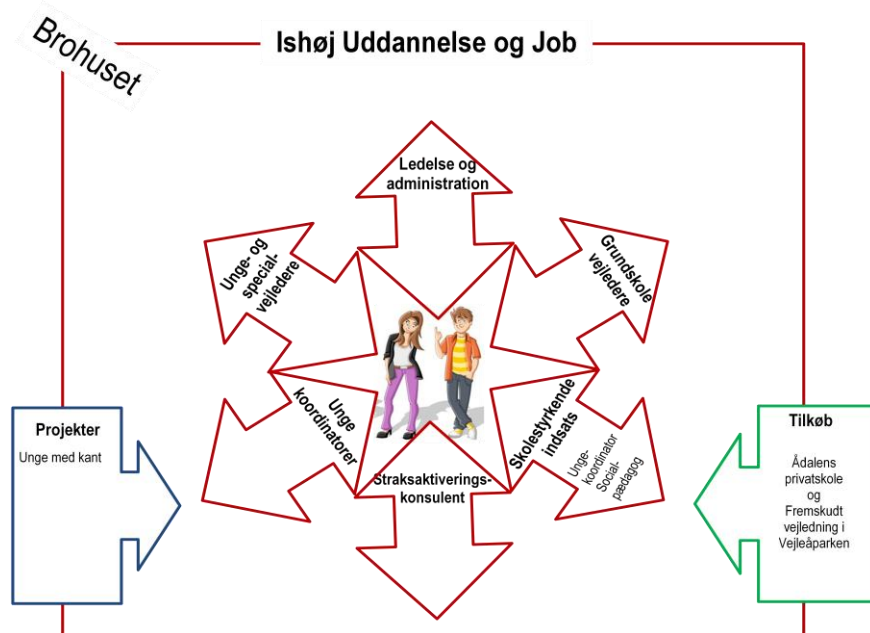 Brohuset
Ishøj Uddannelse og Job
Ledelse og
administration
Unge- og
special-
vejledere
Grundskole
vejledere
Unge
koordinatorer
Skolestyrkende
indsats
Unge-
koordinator
Social-
pædagog
Straksaktiverings-
konsulent
Projekter
Unge med kant
Tilkøb
Ådalens
privatskole
og
Fremskudt
vejledning i
Vejleåparken